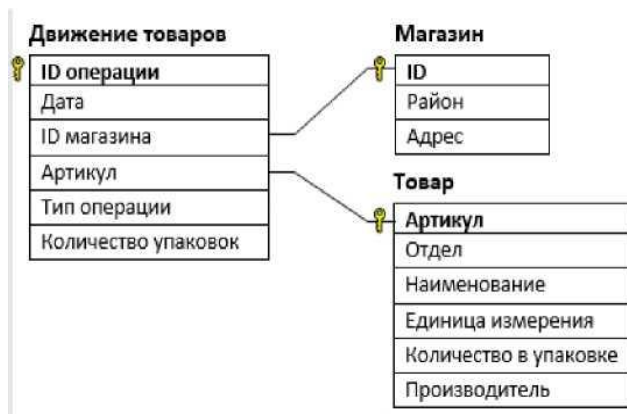 Движение товаров
ID операции
Дата
ID магазина
Артикул
Тип операции
Количество упаковок
Магазин
ID
Район
Адрес
Товар
Артикул
Отдел
Наименование
Единица измерения
Количество в упаковке
Производитель